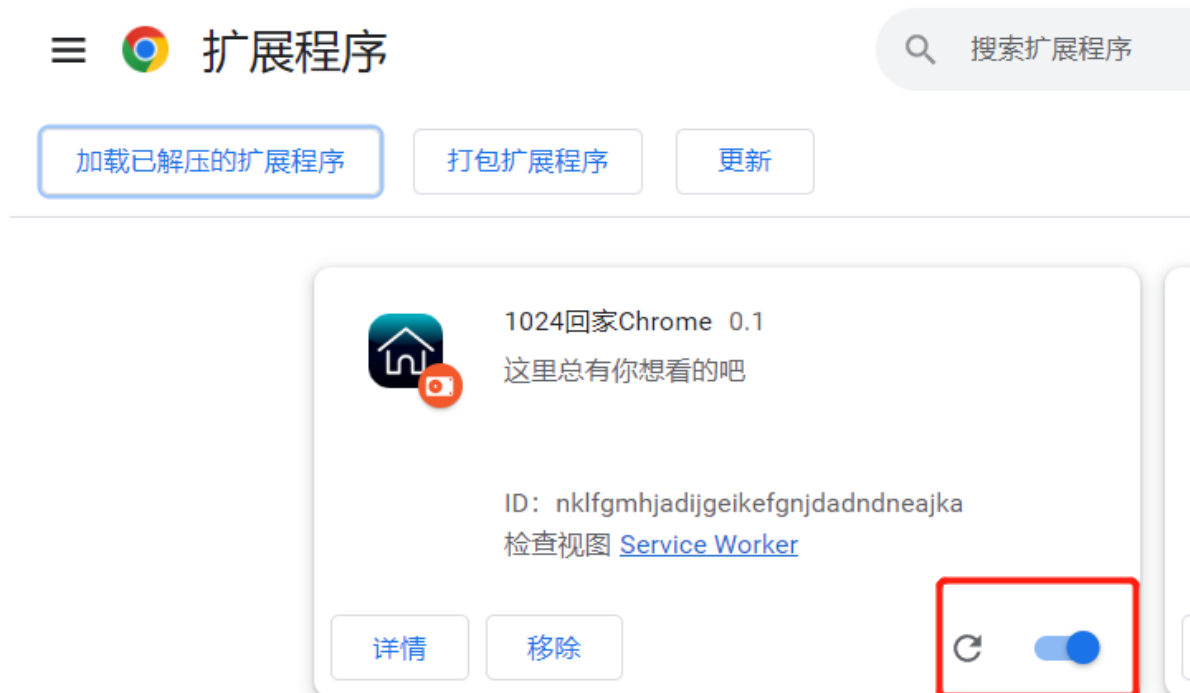 扩展程序
搜索扩展程序
加载已解压的扩展程序 打包扩展程序 更新
1024回家Chrome 0.1
这里总有你想看的吧
ID：nklfgmhjadijgeikefgnjdadndneajka
检查视图 Service Worker
详情 移除